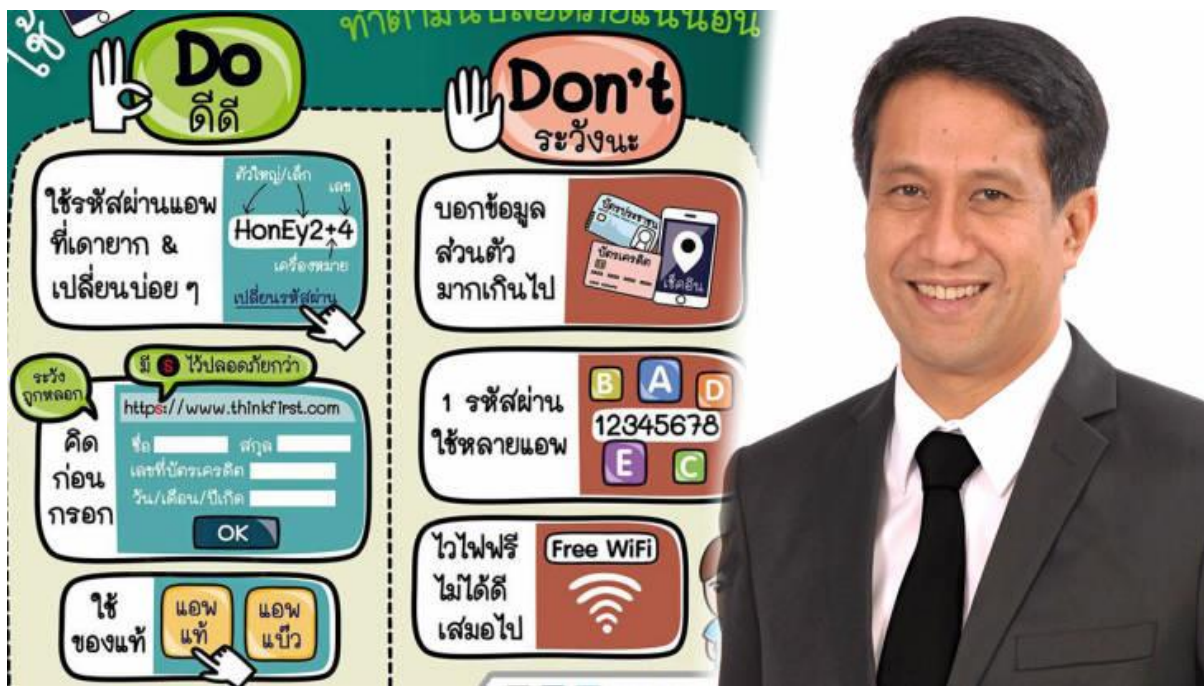 ใช้
ทำตามนี้ปลอดภัยแน่นอน
Do
ดีดี
ใช้รหัสผ่านแอพ
ที่เดายาก &
เปลี่ยนบ่อย ๆ
ตัวใหญ่/เล็ก
เลข
HonEy2+4
เครื่องหมาย
เปลี่ยนรหัสผ่าน
ระวัง
ถูกหลอก
มี S ไว้ปลอดภัยกว่า
https://www.thinkfirst.com
คิด
ก่อน
กรอก
ชื่อ สกุล
เลขที่บัตรเครดิต
วัน/เดือน/ปีเกิด
OK
ใช้
ของแท้
แอพ
แท้
แอพ
แบ๊ว
Don't
ระวังนะ
บอกข้อมูล
ส่วนตัว
มากเกินไป
บัตรประชาชน
บัตรเครดิต
เช็คอิน
1 รหัสผ่าน
ใช้หลายแอพ
B A D
12345678
E C
ไวไฟฟรี
ไม่ได้ดี
เสมอไป
Free WiFi